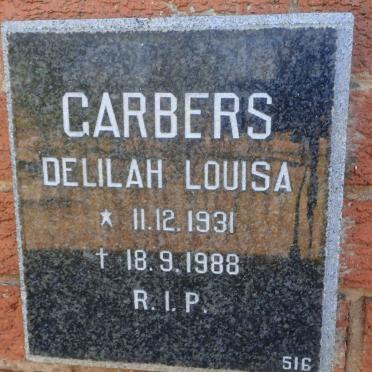 GARBERS
DELILAH LOUISA
* 11.12.1931
† 18.9.1988
R.I.P.
516